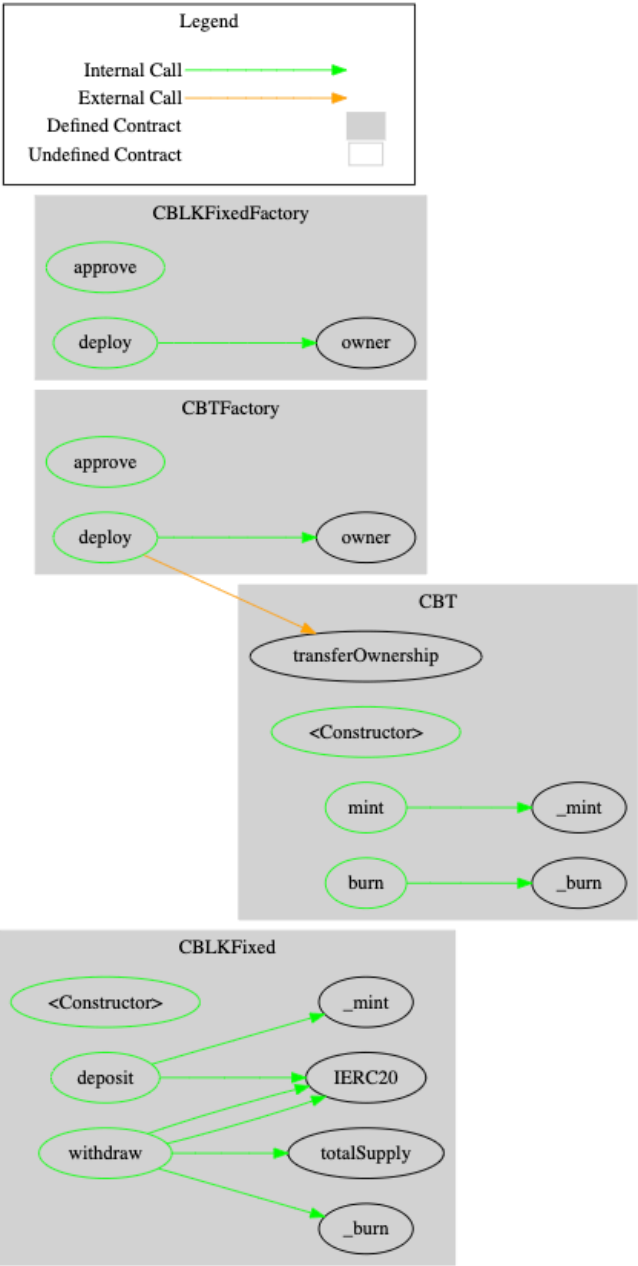 Legend
Internal Call
External Call
Defined Contract
Undefined Contract
CBLKFixedFactory
approve
deploy owner
CBTFactory
approve
deploy owner
CBT
transferOwnership
<Constructor>
mint _mint
burn _burn
CBLKFixed
<Constructor> _mint
deposit IERC20
withdraw totalSupply
_burn